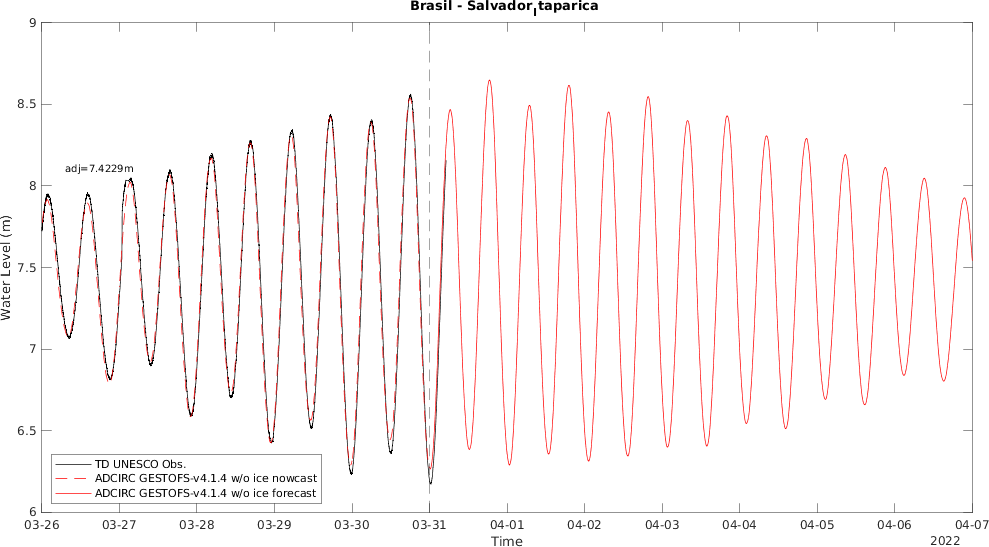 Brasil - Salvador_Itaparica
9
8.5
8
7.5
7
6.5
6
Water Level (m)
adj=7.4229m
TD UNESCO Obs.
ADCIRC GESTOFS-v4.1.4 w/o ice nowcast
ADCIRC GESTOFS-v4.1.4 w/o ice forecast
03-26 03-27 03-28 03-29 03-30 03-31 04-01 04-02 04-03 04-04 04-05 04-06 04-07
Time
2022